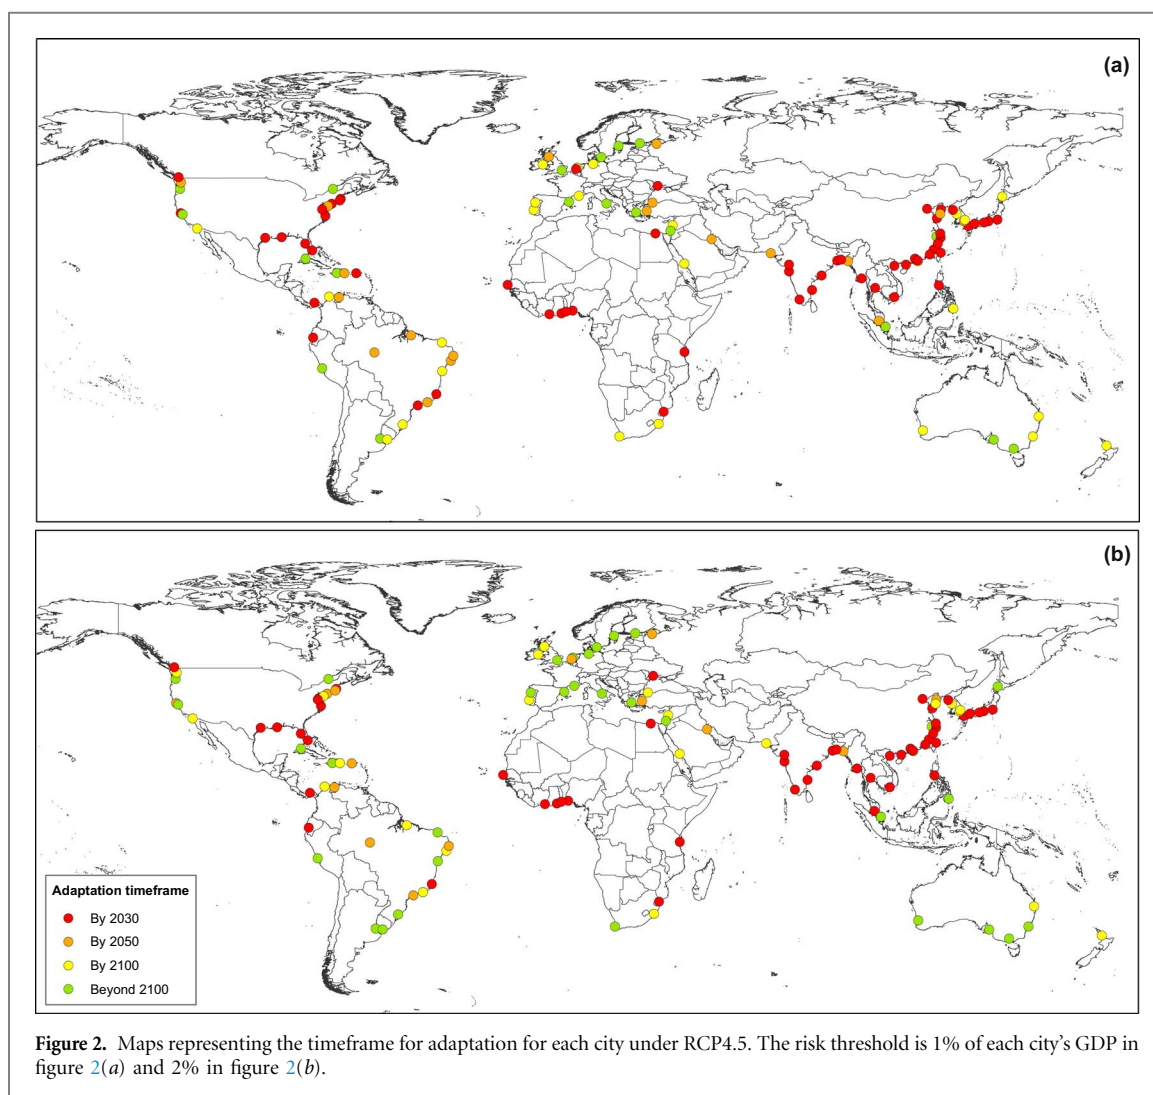 (a)
(b)
Adaptation timeframe
By 2030
By 2050
By 2100
Beyond 2100
Figure 2. Maps representing the timeframe for adaptation for each city under RCP4.5. The risk threshold is 1% of each city's GDP in
figure 2(a) and 2% in figure 2(b).